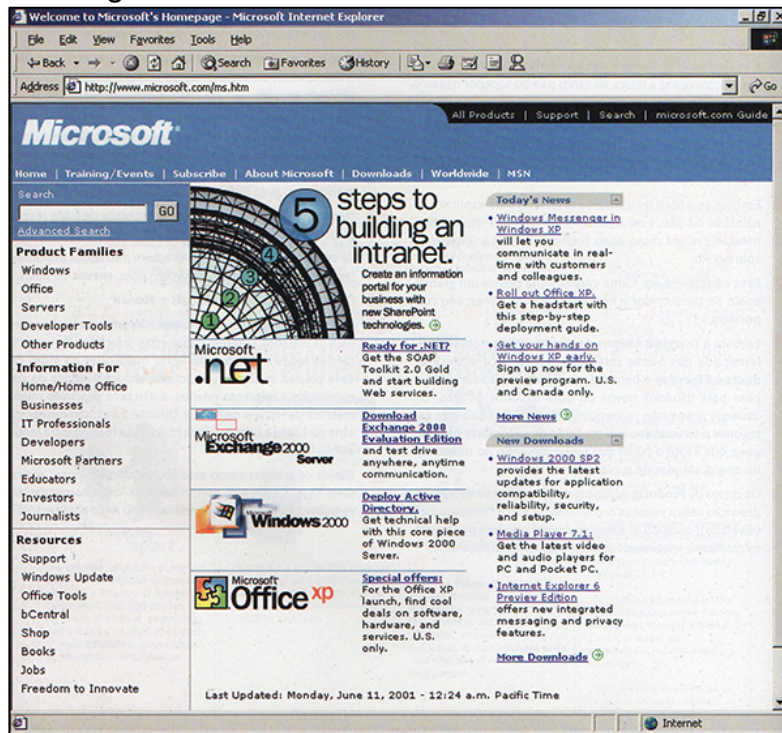 Welcome to Microsoft's Homepage - Microsoft Internet Explorer
File Edit View Favorites Tools Help
Back Search Favorites History
Address http://www.microsoft.com/ms.htm Go
All Products | Support | Search | microsoft.com Guide
Microsoft
Home | Training/Events | Subscribe | About Microsoft | Downloads | Worldwide | MSN
Search
GO
Advanced Search
Product Families
Windows
Office
Servers
Developer Tools
Other Products
Information For
Home/Home Office
Businesses
IT Professionals
Developers
Microsoft Partners
Educators
Investors
Journalists
Resources
Support
Windows Update
Office Tools
bCentral
Shop
Books
Jobs
Freedom to Innovate
1
2
3
4
5 steps to
building an
intranet.
Create an information
portal for your
business with
new SharePoint
technologies.
Microsoft
.net
Ready for .NET?
Get the SOAP
Toolkit 2.0 Gold
and start building
Web services.
Microsoft
Exchange 2000
Server
Download
Exchange 2000
Evaluation Edition
and test drive
anywhere, anytime
communication.
Microsoft
Windows 2000
Deploy Active
Directory.
Get technical help
with this core piece
of Windows 2000
Server.
Microsoft
Office xp
Special offers:
For the Office XP
launch, find cool
deals on software,
hardware, and
services. U.S.
only.
Today's News
• Windows Messenger in
Windows XP
will let you
communicate in real-
time with customers
and colleagues.
• Roll out Office XP.
Get a headstart with
this step-by-step
deployment guide.
• Get your hands on
Windows XP early.
Sign up now for the
preview program. U.S.
and Canada only.
More News
New Downloads
• Windows 2000 SP2
provides the latest
updates for application
compatibility,
reliability, security,
and setup.
• Media Player 7.1:
Get the latest video
and audio players for
PC and Pocket PC.
• Internet Explorer 6
Preview Edition
offers new integrated
messaging and privacy
features.
More Downloads
Last Updated: Monday, June 11, 2001 - 12:24 a.m. Pacific Time
Internet